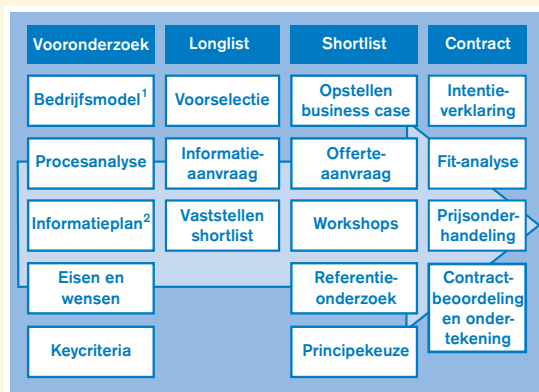 Vooronderzoek
Bedrijfsmodel¹
Procesanalyse
Informatieplan²
Eisen en
wensen
Keycriteria
Longlist
Voorselectie
Informatie-
aanvraag
Vaststellen
shortlist
Shortlist
Opstellen
business case
Offerte-
aanvraag
Workshops
Referentie-
onderzoek
Principekeuze
Contract
Intentie-
verklaring
Fit-analyse
Prijsonder-
handeling
Contract-
beoordeling
en onder-
tekening